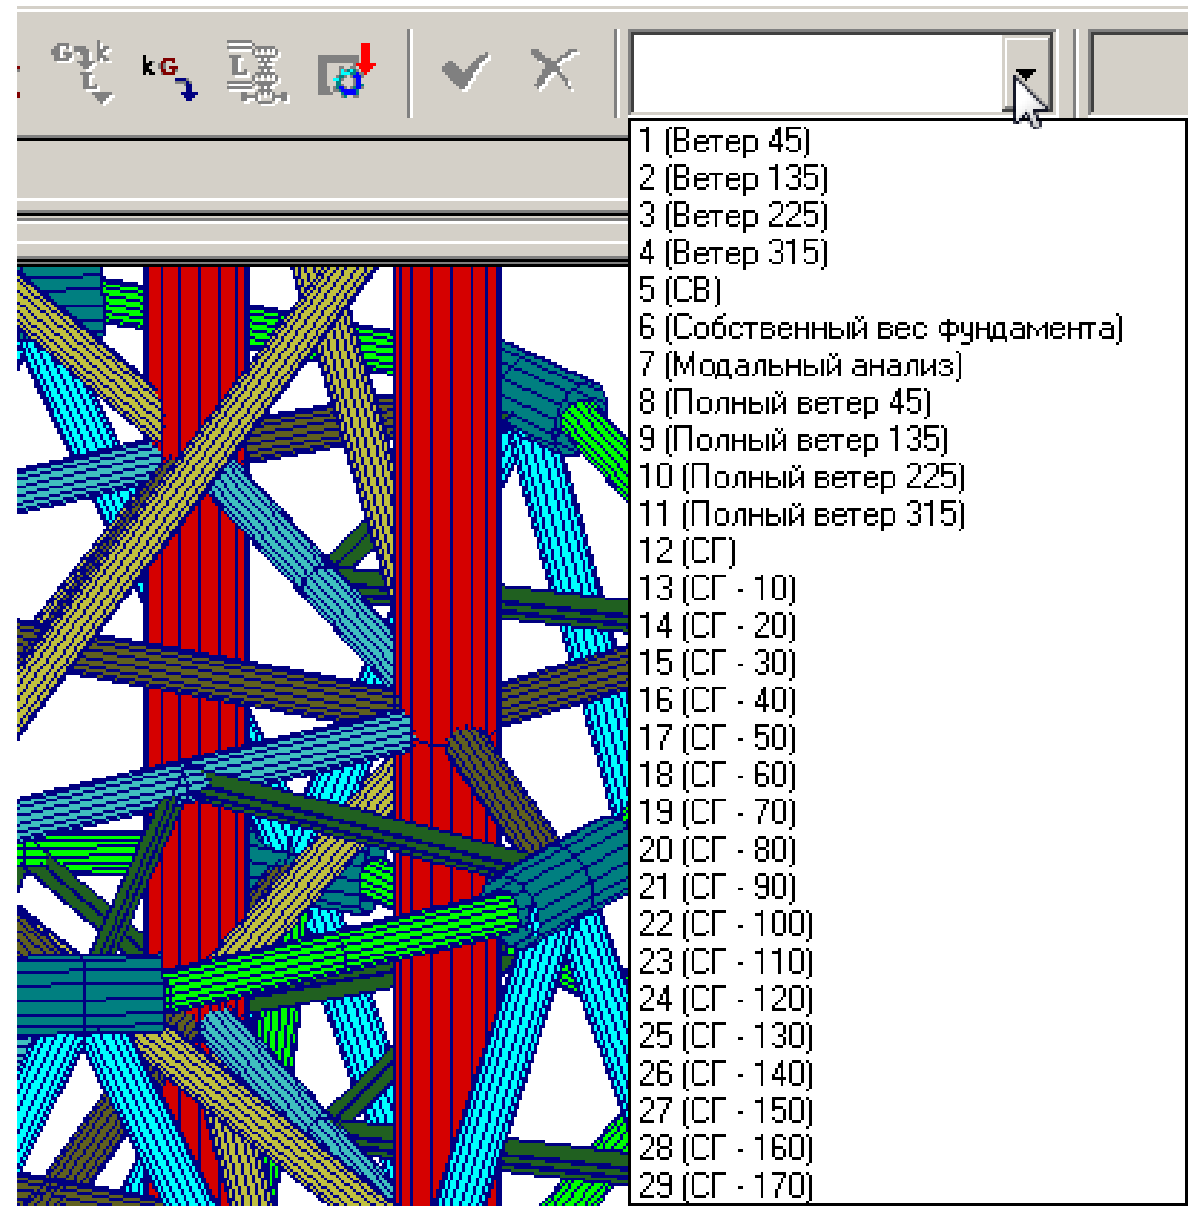 G k
L
kG
L
1 (Ветер 45)
2 (Ветер 135)
3 (Ветер 225)
4 (Ветер 315)
5 (СВ)
6 (Собственный вес фундамента)
7 (Модальный анализ)
8 (Полный ветер 45)
9 (Полный ветер 135)
10 (Полный ветер 225)
11 (Полный ветер 315)
12 (СГ)
13 (СГ - 10)
14 (СГ - 20)
15 (СГ - 30)
16 (СГ - 40)
17 (СГ - 50)
18 (СГ - 60)
19 (СГ - 70)
20 (СГ - 80)
21 (СГ - 90)
22 (СГ - 100)
23 (СГ - 110)
24 (СГ - 120)
25 (СГ - 130)
26 (СГ - 140)
27 (СГ - 150)
28 (СГ - 160)
29 (СГ - 170)